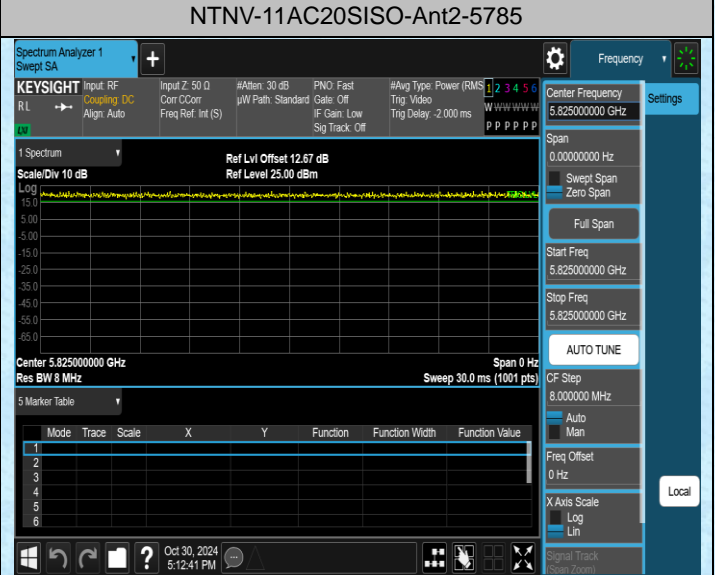 NTNV-11AC20SISO-Ant2-5785
Spectrum Analyzer 1
Swept SA
Frequency
KEYSIGHT
RL
LXI
Input: RF
Coupling: DC
Align: Auto
Input Z: 50 Ω
Corr CCorr
Freq Ref: Int (S)
#Atten: 30 dB
µW Path: Standard
PNO: Fast
Gate: Off
IF Gain: Low
Sig Track: Off
#Avg Type: Power (RMS
Trig: Video
Trig Delay: -2.000 ms
1 2 3 4 5 6
W W W W W W
P P P P P P
Center Frequency
5.825000000 GHz
Settings
Span
0.00000000 Hz
Swept Span
Zero Span
Full Span
Start Freq
5.825000000 GHz
Stop Freq
5.825000000 GHz
AUTO TUNE
CF Step
8.000000 MHz
Auto
Man
Freq Offset
0 Hz
X Axis Scale
Log
Lin
Signal Track
(Span Zoom)
Local
1 Spectrum
Scale/Div 10 dB
Ref Lvl Offset 12.67 dB
Ref Level 25.00 dBm
Log
15.0
5.00
-5.00
-15.0
-25.0
-35.0
-45.0
-55.0
-65.0
Center 5.825000000 GHz
Span 0 Hz
Res BW 8 MHz
Sweep 30.0 ms (1001 pts)
5 Marker Table
Mode Trace Scale X Y Function Function Width Function Value
1
2
3
4
5
6
?
Oct 30, 2024
5:12:41 PM